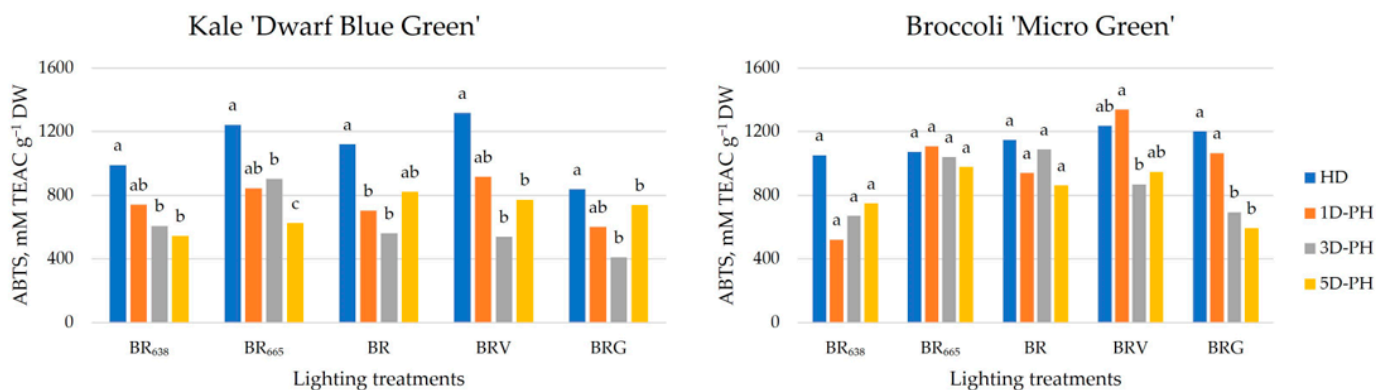 Kale 'Dwarf Blue Green'
ABTS, mM TEAC g⁻¹ DW
1600
1200
800
400
0
a ab b b
a ab b c
a b b ab
a ab b b
a ab b b
BR₆₃₈ BR₆₆₅ BR BRV BRG
Lighting treatments
Broccoli 'Micro Green'
ABTS, mM TEAC g⁻¹ DW
1600
1200
800
400
0
a a a a
a a a a
a a a a
ab a b ab
a a b b
BR₆₃₈ BR₆₆₅ BR BRV BRG
Lighting treatments
HD
1D-PH
3D-PH
5D-PH